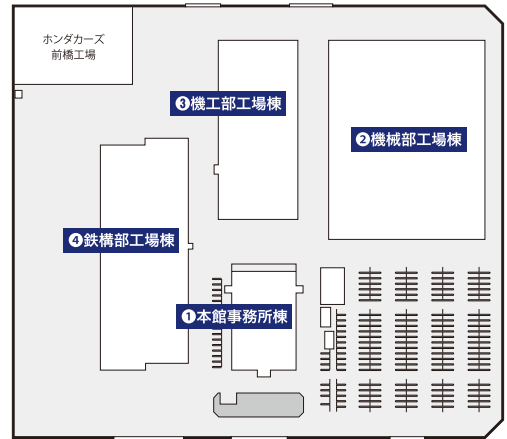 ホンダカーズ
前橋工場
❸機工部工場棟
❷機械部工場棟
❹鉄構部工場棟
❶本館事務所棟